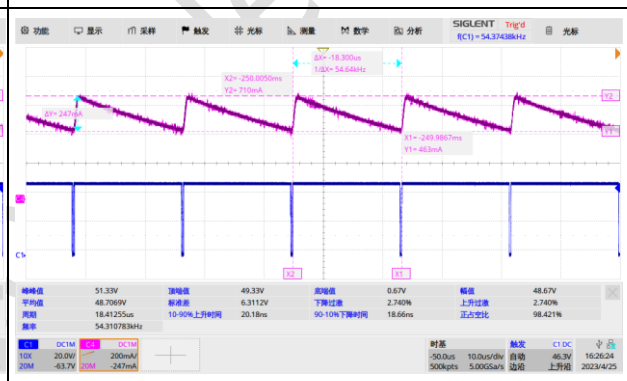 功能 显示 采样 触发 光标 测量 M 数学 分析 SIGLENT Trig'd 光标
f(C1) = 54.37438kHz
ΔX= -18.300us
1/ΔX= 54.64kHz
X2= -250.0050ms
Y2= 710mA
Y2
ΔY= 247mA
Y1
X1= -249.9867ms
Y1= 463mA
C4
C1
X2 X1
峰峰值 51.33V 顶端值 49.33V 底端值 0.67V 幅值 48.67V
平均值 48.7069V 标准差 6.3112V 下降过激 2.740% 上升过激 2.740%
周期 18.41255us 10-90%上升时间 20.18ns 90-10%下降时间 18.66ns 正占空比 98.421%
频率 54.310783kHz
C1 DC1M C4 DC1M 时基 触发 C1 DC
10X 20.0V/ 200mA/ -50.0us 10.0us/div 自动 46.3V 16:26:24
20M -63.7V 20M -247mA 500kpts 5.00GSa/s 边沿 上升沿 2023/4/25